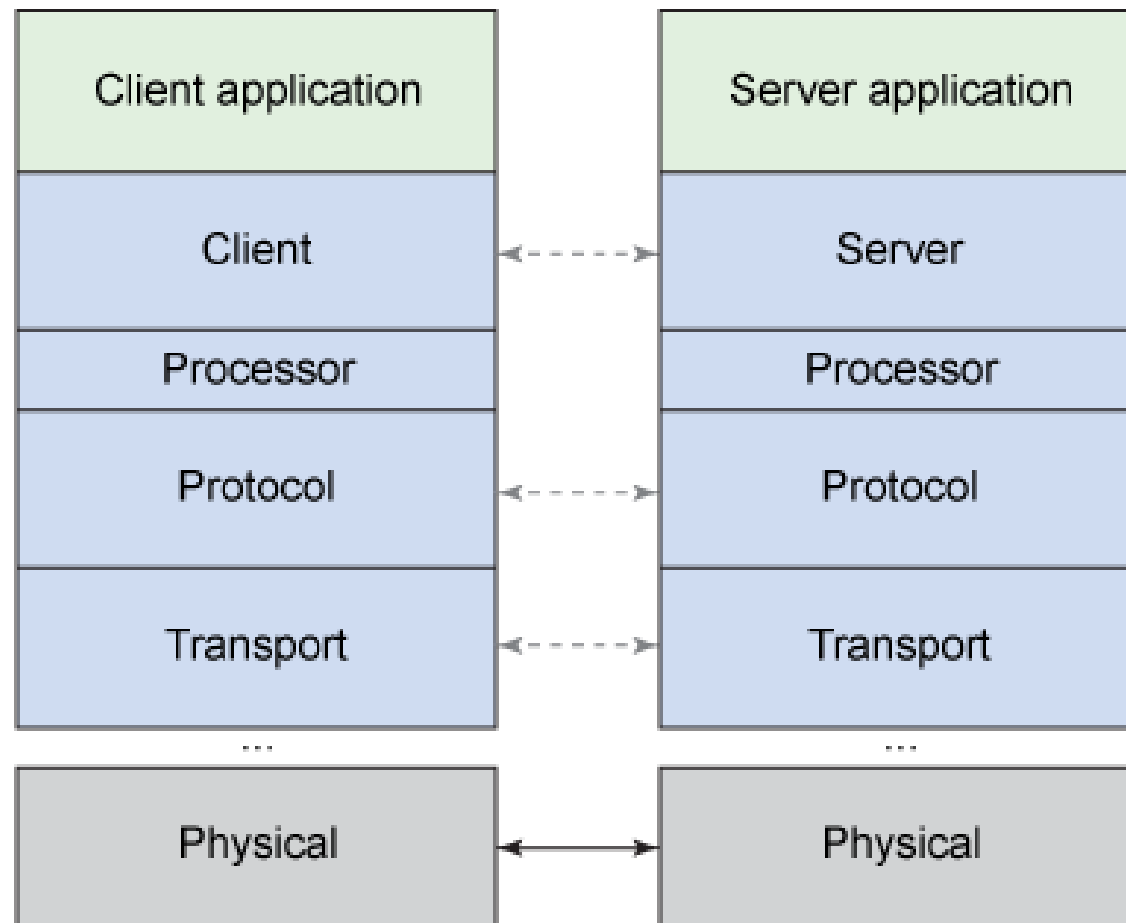 Client application
Server application
Client
Server
Processor
Processor
Protocol
Protocol
Transport
Transport
...
...
Physical
Physical